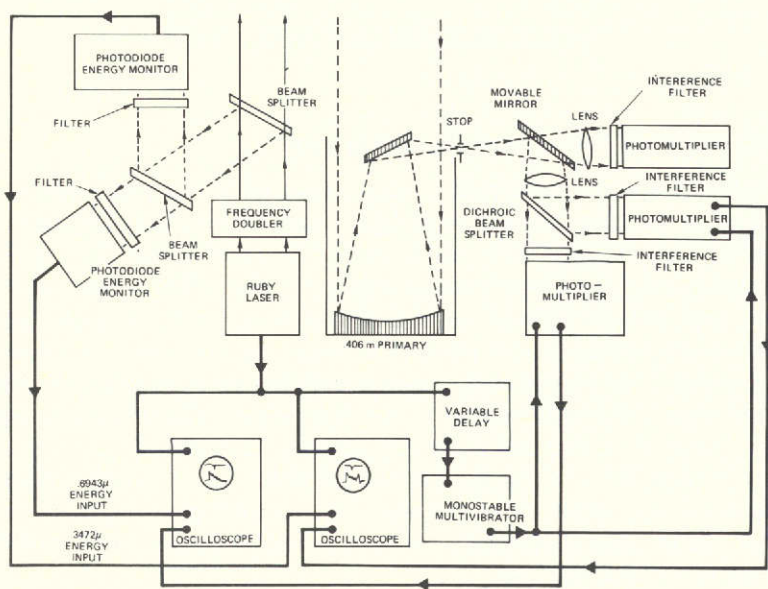 PHOTODIODE
ENERGY MONITOR
BEAM
SPLITTER
FILTER
FILTER
BEAM
SPLITTER
PHOTODIODE
ENERGY MONITOR
FREQUENCY
DOUBLER
RUBY
LASER
.406 m PRIMARY
STOP
MOVABLE
MIRROR
LENS
INTERERENCE
FILTER
PHOTOMULTIPLIER
LENS
INTERFERENCE
FILTER
DICHROIC
BEAM
SPLITTER
PHOTOMULTIPLIER
INTERFERENCE
FILTER
PHOTO –
MULTIPLIER
VARIABLE
DELAY
MONOSTABLE
MULTIVIBRATOR
.6943µ
ENERGY
INPUT
.3472µ
ENERGY
INPUT
OSCILLOSCOPE
OSCILLOSCOPE